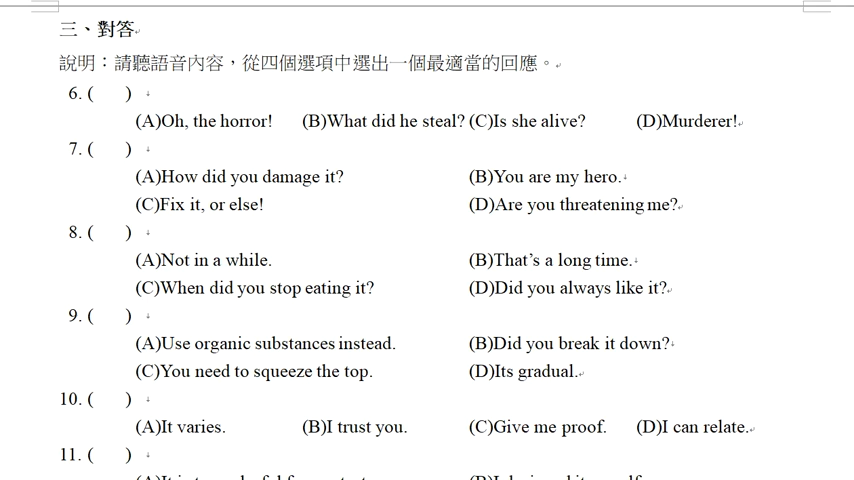 三、對答
說明：請聽語音內容，從四個選項中選出一個最適當的回應。
6. (　　)
(A)Oh, the horror! (B)What did he steal? (C)Is she alive? (D)Murderer!
7. (　　)
(A)How did you damage it? (B)You are my hero.
(C)Fix it, or else! (D)Are you threatening me?
8. (　　)
(A)Not in a while. (B)That’s a long time.
(C)When did you stop eating it? (D)Did you always like it?
9. (　　)
(A)Use organic substances instead. (B)Did you break it down?
(C)You need to squeeze the top. (D)Its gradual.
10. (　　)
(A)It varies. (B)I trust you. (C)Give me proof. (D)I can relate.
11. (　　)